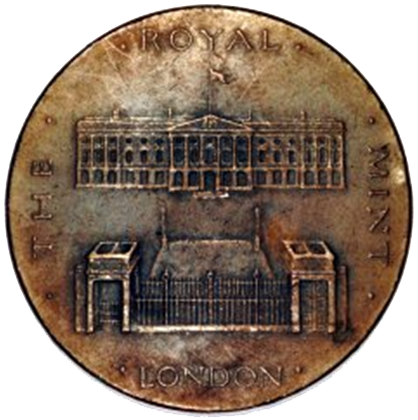 · THE · ROYAL · MINT ·
· LONDON ·